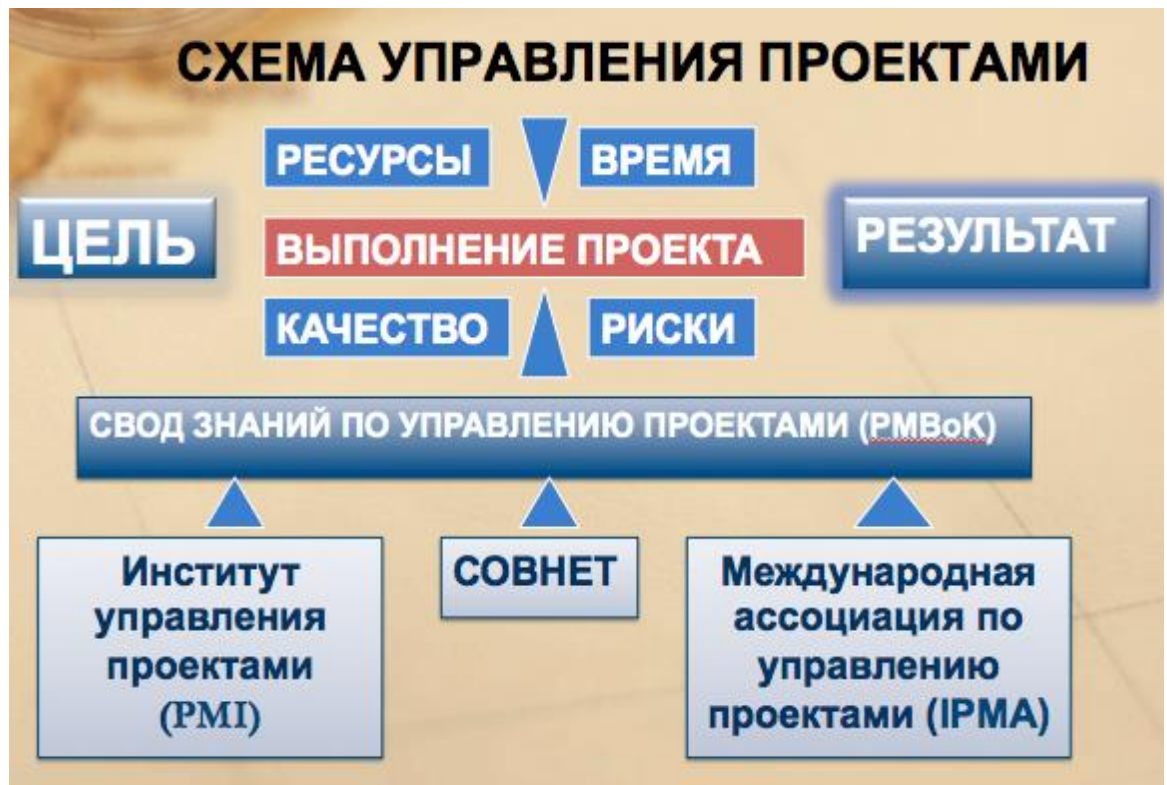 СХЕМА УПРАВЛЕНИЯ ПРОЕКТАМИ
РЕСУРСЫ
ВРЕМЯ
ЦЕЛЬ
ВЫПОЛНЕНИЕ ПРОЕКТА
РЕЗУЛЬТАТ
КАЧЕСТВО
РИСКИ
СВОД ЗНАНИЙ ПО УПРАВЛЕНИЮ ПРОЕКТАМИ (PMBoK)
Институт
управления
проектами
(PMI)
СОВНЕТ
Международная
ассоциация по
управлению
проектами (IPMA)